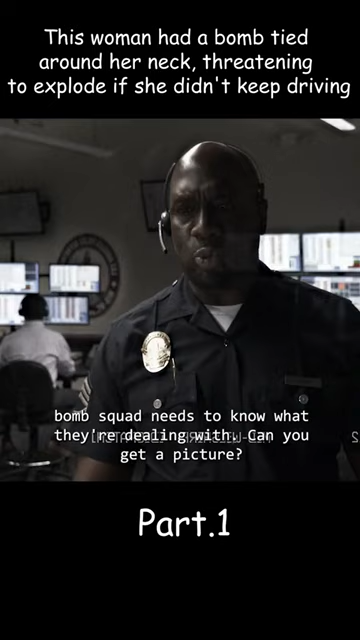 This woman had a bomb tied
around her neck, threatening
to explode if she didn't keep driving
bomb squad needs to know what
they're dealing with. Can you
get a picture?
Part.1